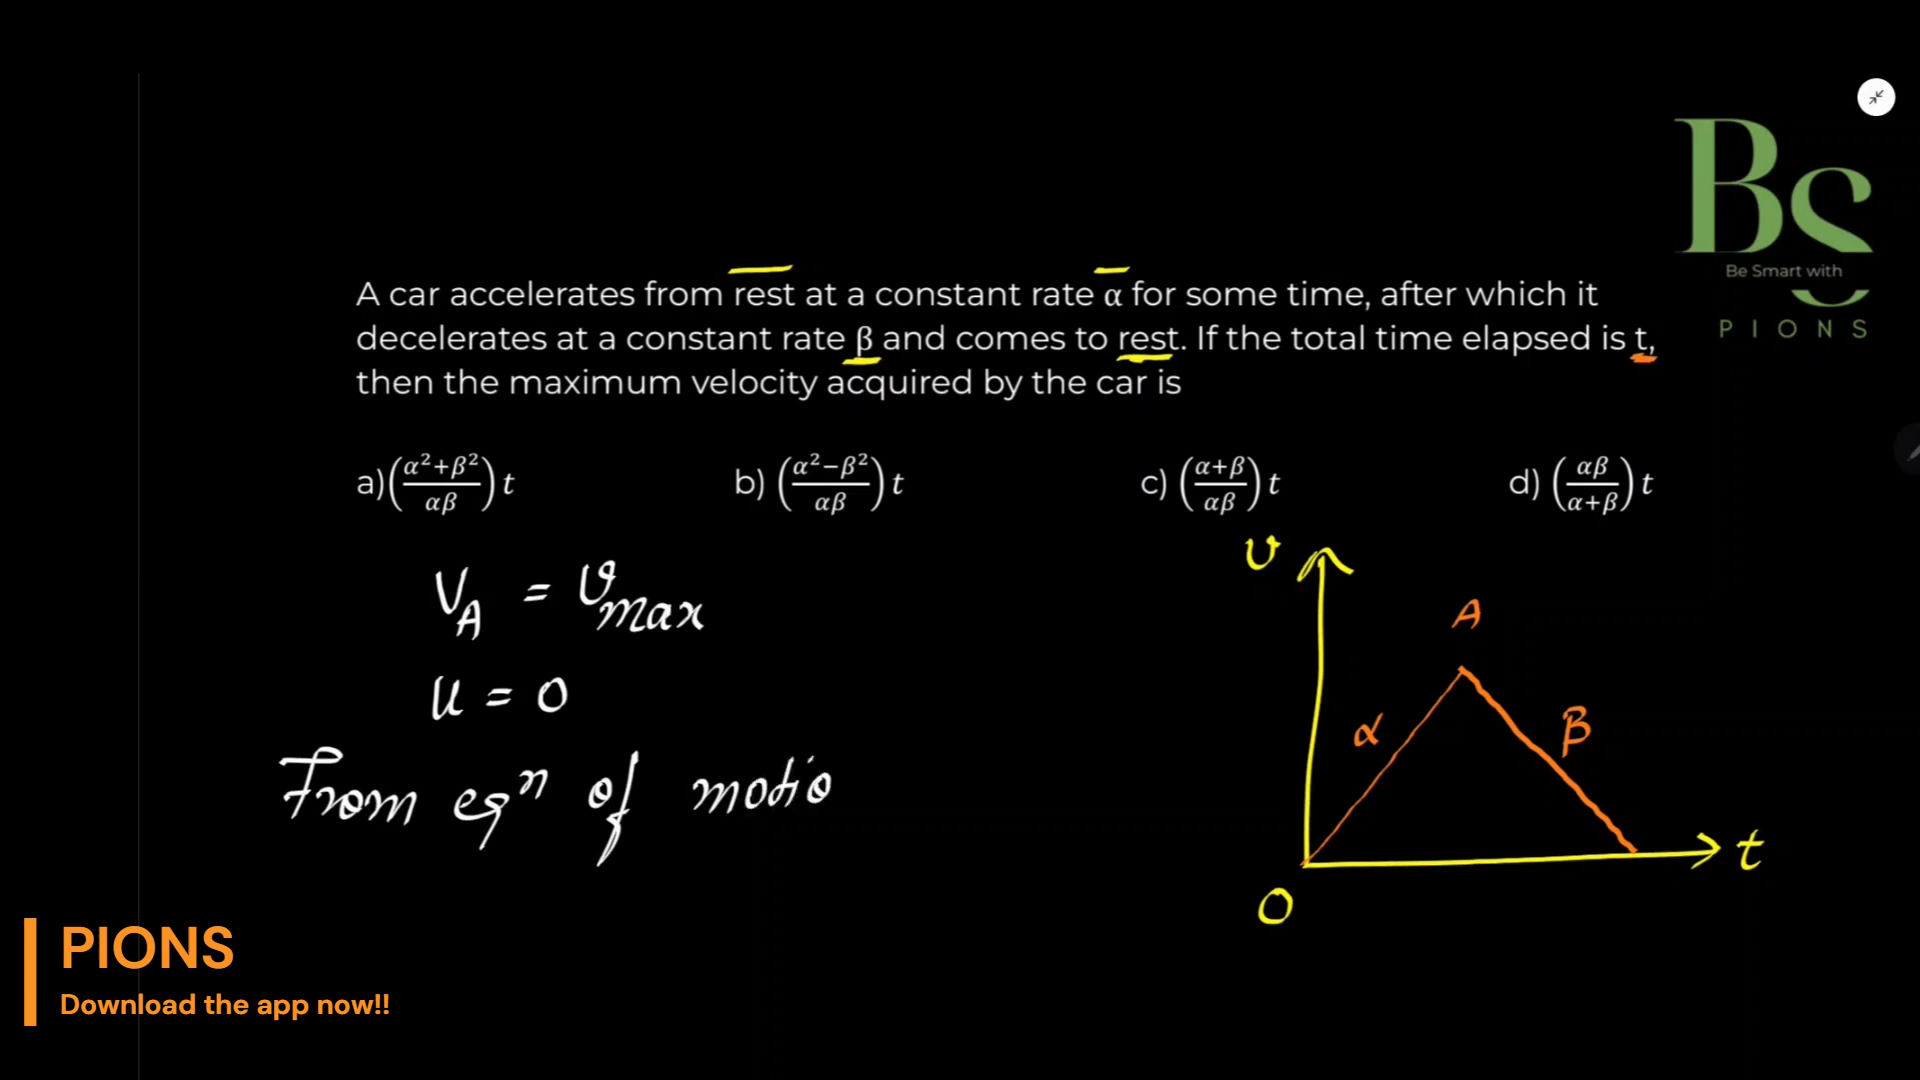 Bs
Be Smart with
PIONS
A car accelerates from rest at a constant rate α for some time, after which it
decelerates at a constant rate β and comes to rest. If the total time elapsed is t,
then the maximum velocity acquired by the car is
a)((α²+β²)/(αβ)) t b) ((α²−β²)/(αβ)) t c) ((α+β)/(αβ)) t d) ((αβ)/(α+β)) t
V_A = v_max
u = 0
From eqⁿ of motio
v
A
α
β
t
O
PIONS
Download the app now!!